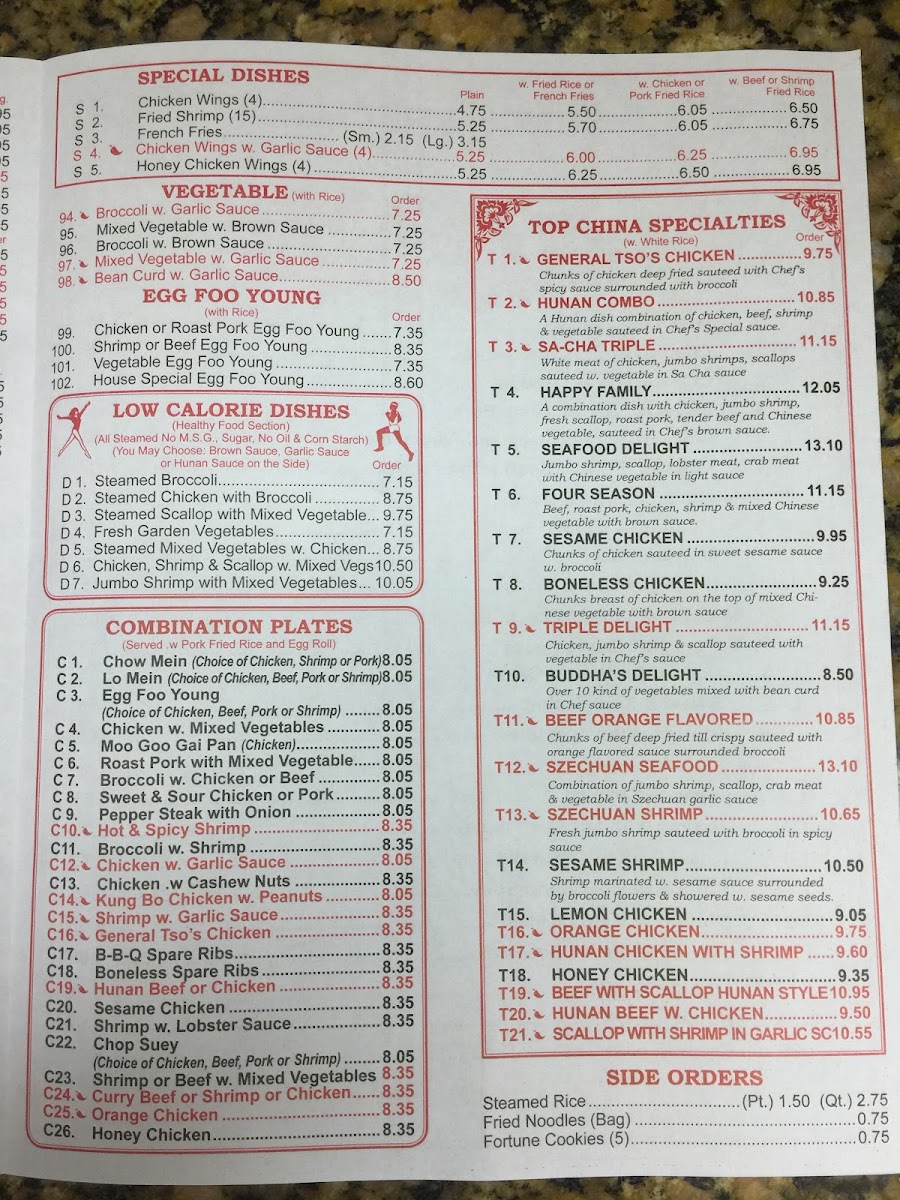 SPECIAL DISHES
Plain
w. Fried Rice or
French Fries
w. Chicken or
Pork Fried Rice
w. Beef or Shrimp
Fried Rice
S 1. Chicken Wings (4) 4.75 5.50 6.05 6.50
S 2. Fried Shrimp (15) 5.25 5.70 6.05 6.75
S 3. French Fries (Sm.) 2.15 (Lg.) 3.15
S 4. Chicken Wings w. Garlic Sauce (4) 5.25 6.00 6.25 6.95
S 5. Honey Chicken Wings (4) 5.25 6.25 6.50 6.95
VEGETABLE (with Rice)
Order
94. Broccoli w. Garlic Sauce 7.25
95. Mixed Vegetable w. Brown Sauce 7.25
96. Broccoli w. Brown Sauce 7.25
97. Mixed Vegetable w. Garlic Sauce 7.25
98. Bean Curd w. Garlic Sauce 8.50
EGG FOO YOUNG
(with Rice)
Order
99. Chicken or Roast Pork Egg Foo Young 7.35
100. Shrimp or Beef Egg Foo Young 8.35
101. Vegetable Egg Foo Young 7.35
102. House Special Egg Foo Young 8.60
LOW CALORIE DISHES
(Healthy Food Section)
(All Steamed No M.S.G., Sugar, No Oil & Corn Starch)
(You May Choose: Brown Sauce, Garlic Sauce
or Hunan Sauce on the Side)
Order
D 1. Steamed Broccoli 7.15
D 2. Steamed Chicken with Broccoli 8.75
D 3. Steamed Scallop with Mixed Vegetable 9.75
D 4. Fresh Garden Vegetables 7.15
D 5. Steamed Mixed Vegetables w. Chicken 8.75
D 6. Chicken, Shrimp & Scallop w. Mixed Vegs 10.50
D 7. Jumbo Shrimp with Mixed Vegetables 10.05
COMBINATION PLATES
(Served .w Pork Fried Rice and Egg Roll)
C 1. Chow Mein (Choice of Chicken, Shrimp or Pork) 8.05
C 2. Lo Mein (Choice of Chicken, Beef, Pork or Shrimp) 8.05
C 3. Egg Foo Young
(Choice of Chicken, Beef, Pork or Shrimp) 8.05
C 4. Chicken w. Mixed Vegetables 8.05
C 5. Moo Goo Gai Pan (Chicken) 8.05
C 6. Roast Pork with Mixed Vegetable 8.05
C 7. Broccoli w. Chicken or Beef 8.05
C 8. Sweet & Sour Chicken or Pork 8.05
C 9. Pepper Steak with Onion 8.05
C10. Hot & Spicy Shrimp 8.35
C11. Broccoli w. Shrimp 8.35
C12. Chicken w. Garlic Sauce 8.05
C13. Chicken .w Cashew Nuts 8.35
C14. Kung Bo Chicken w. Peanuts 8.05
C15. Shrimp w. Garlic Sauce 8.35
C16. General Tso's Chicken 8.35
C17. B-B-Q Spare Ribs 8.35
C18. Boneless Spare Ribs 8.35
C19. Hunan Beef or Chicken 8.35
C20. Sesame Chicken 8.35
C21. Shrimp w. Lobster Sauce 8.35
C22. Chop Suey
(Choice of Chicken, Beef, Pork or Shrimp) 8.05
C23. Shrimp or Beef w. Mixed Vegetables 8.35
C24. Curry Beef or Shrimp or Chicken 8.35
C25. Orange Chicken 8.35
C26. Honey Chicken 8.35
TOP CHINA SPECIALTIES
(w. White Rice)
Order
T 1. GENERAL TSO'S CHICKEN 9.75
Chunks of chicken deep fried sauteed with Chef's
spicy sauce surrounded with broccoli
T 2. HUNAN COMBO 10.85
A Hunan dish combination of chicken, beef, shrimp
& vegetable sauteed in Chef's Special sauce.
T 3. SA-CHA TRIPLE 11.15
White meat of chicken, jumbo shrimps, scallops
sauteed w. vegetable in Sa Cha sauce
T 4. HAPPY FAMILY 12.05
A combination dish with chicken, jumbo shrimp,
fresh scallop, roast pork, tender beef and Chinese
vegetable, sauteed in Chef's brown sauce.
T 5. SEAFOOD DELIGHT 13.10
Jumbo shrimp, scallop, lobster meat, crab meat
with Chinese vegetable in light sauce
T 6. FOUR SEASON 11.15
Beef, roast pork, chicken, shrimp & mixed Chinese
vegetable with brown sauce.
T 7. SESAME CHICKEN 9.95
Chunks of chicken sauteed in sweet sesame sauce
w. broccoli
T 8. BONELESS CHICKEN 9.25
Chunks breast of chicken on the top of mixed Chi-
nese vegetable with brown sauce
T 9. TRIPLE DELIGHT 11.15
Chicken, jumbo shrimp & scallop sauteed with
vegetable in Chef's sauce
T10. BUDDHA'S DELIGHT 8.50
Over 10 kind of vegetables mixed with bean curd
in Chef sauce
T11. BEEF ORANGE FLAVORED 10.85
Chunks of beef deep fried till crispy sauteed with
orange flavored sauce surrounded broccoli
T12. SZECHUAN SEAFOOD 13.10
Combination of jumbo shrimp, scallop, crab meat
& vegetable in Szechuan garlic sauce
T13. SZECHUAN SHRIMP 10.65
Fresh jumbo shrimp sauteed with broccoli in spicy
sauce
T14. SESAME SHRIMP 10.50
Shrimp marinated w. sesame sauce surrounded
by broccoli flowers & showered w. sesame seeds.
T15. LEMON CHICKEN 9.05
T16. ORANGE CHICKEN 9.75
T17. HUNAN CHICKEN WITH SHRIMP 9.60
T18. HONEY CHICKEN 9.35
T19. BEEF WITH SCALLOP HUNAN STYLE 10.95
T20. HUNAN BEEF W. CHICKEN 9.50
T21. SCALLOP WITH SHRIMP IN GARLIC SC 10.55
SIDE ORDERS
Steamed Rice (Pt.) 1.50 (Qt.) 2.75
Fried Noodles (Bag) 0.75
Fortune Cookies (5) 0.75